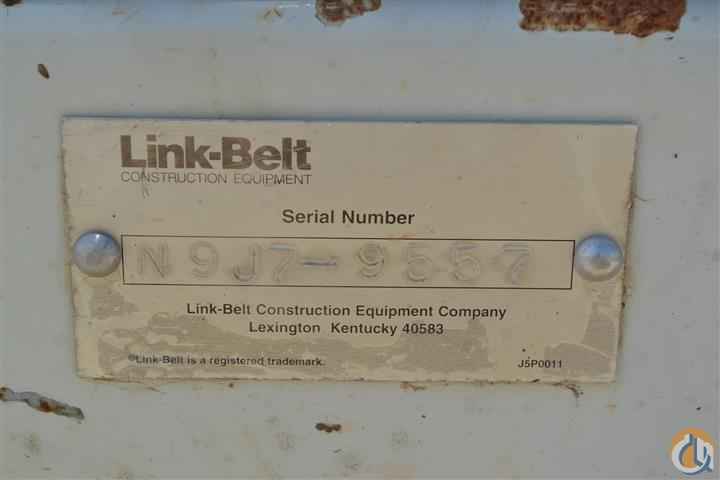 Link-Belt
CONSTRUCTION EQUIPMENT
Serial Number
N9J7-9557
Link-Belt Construction Equipment Company
Lexington Kentucky 40583
®Link-Belt is a registered trademark.
J5P0011